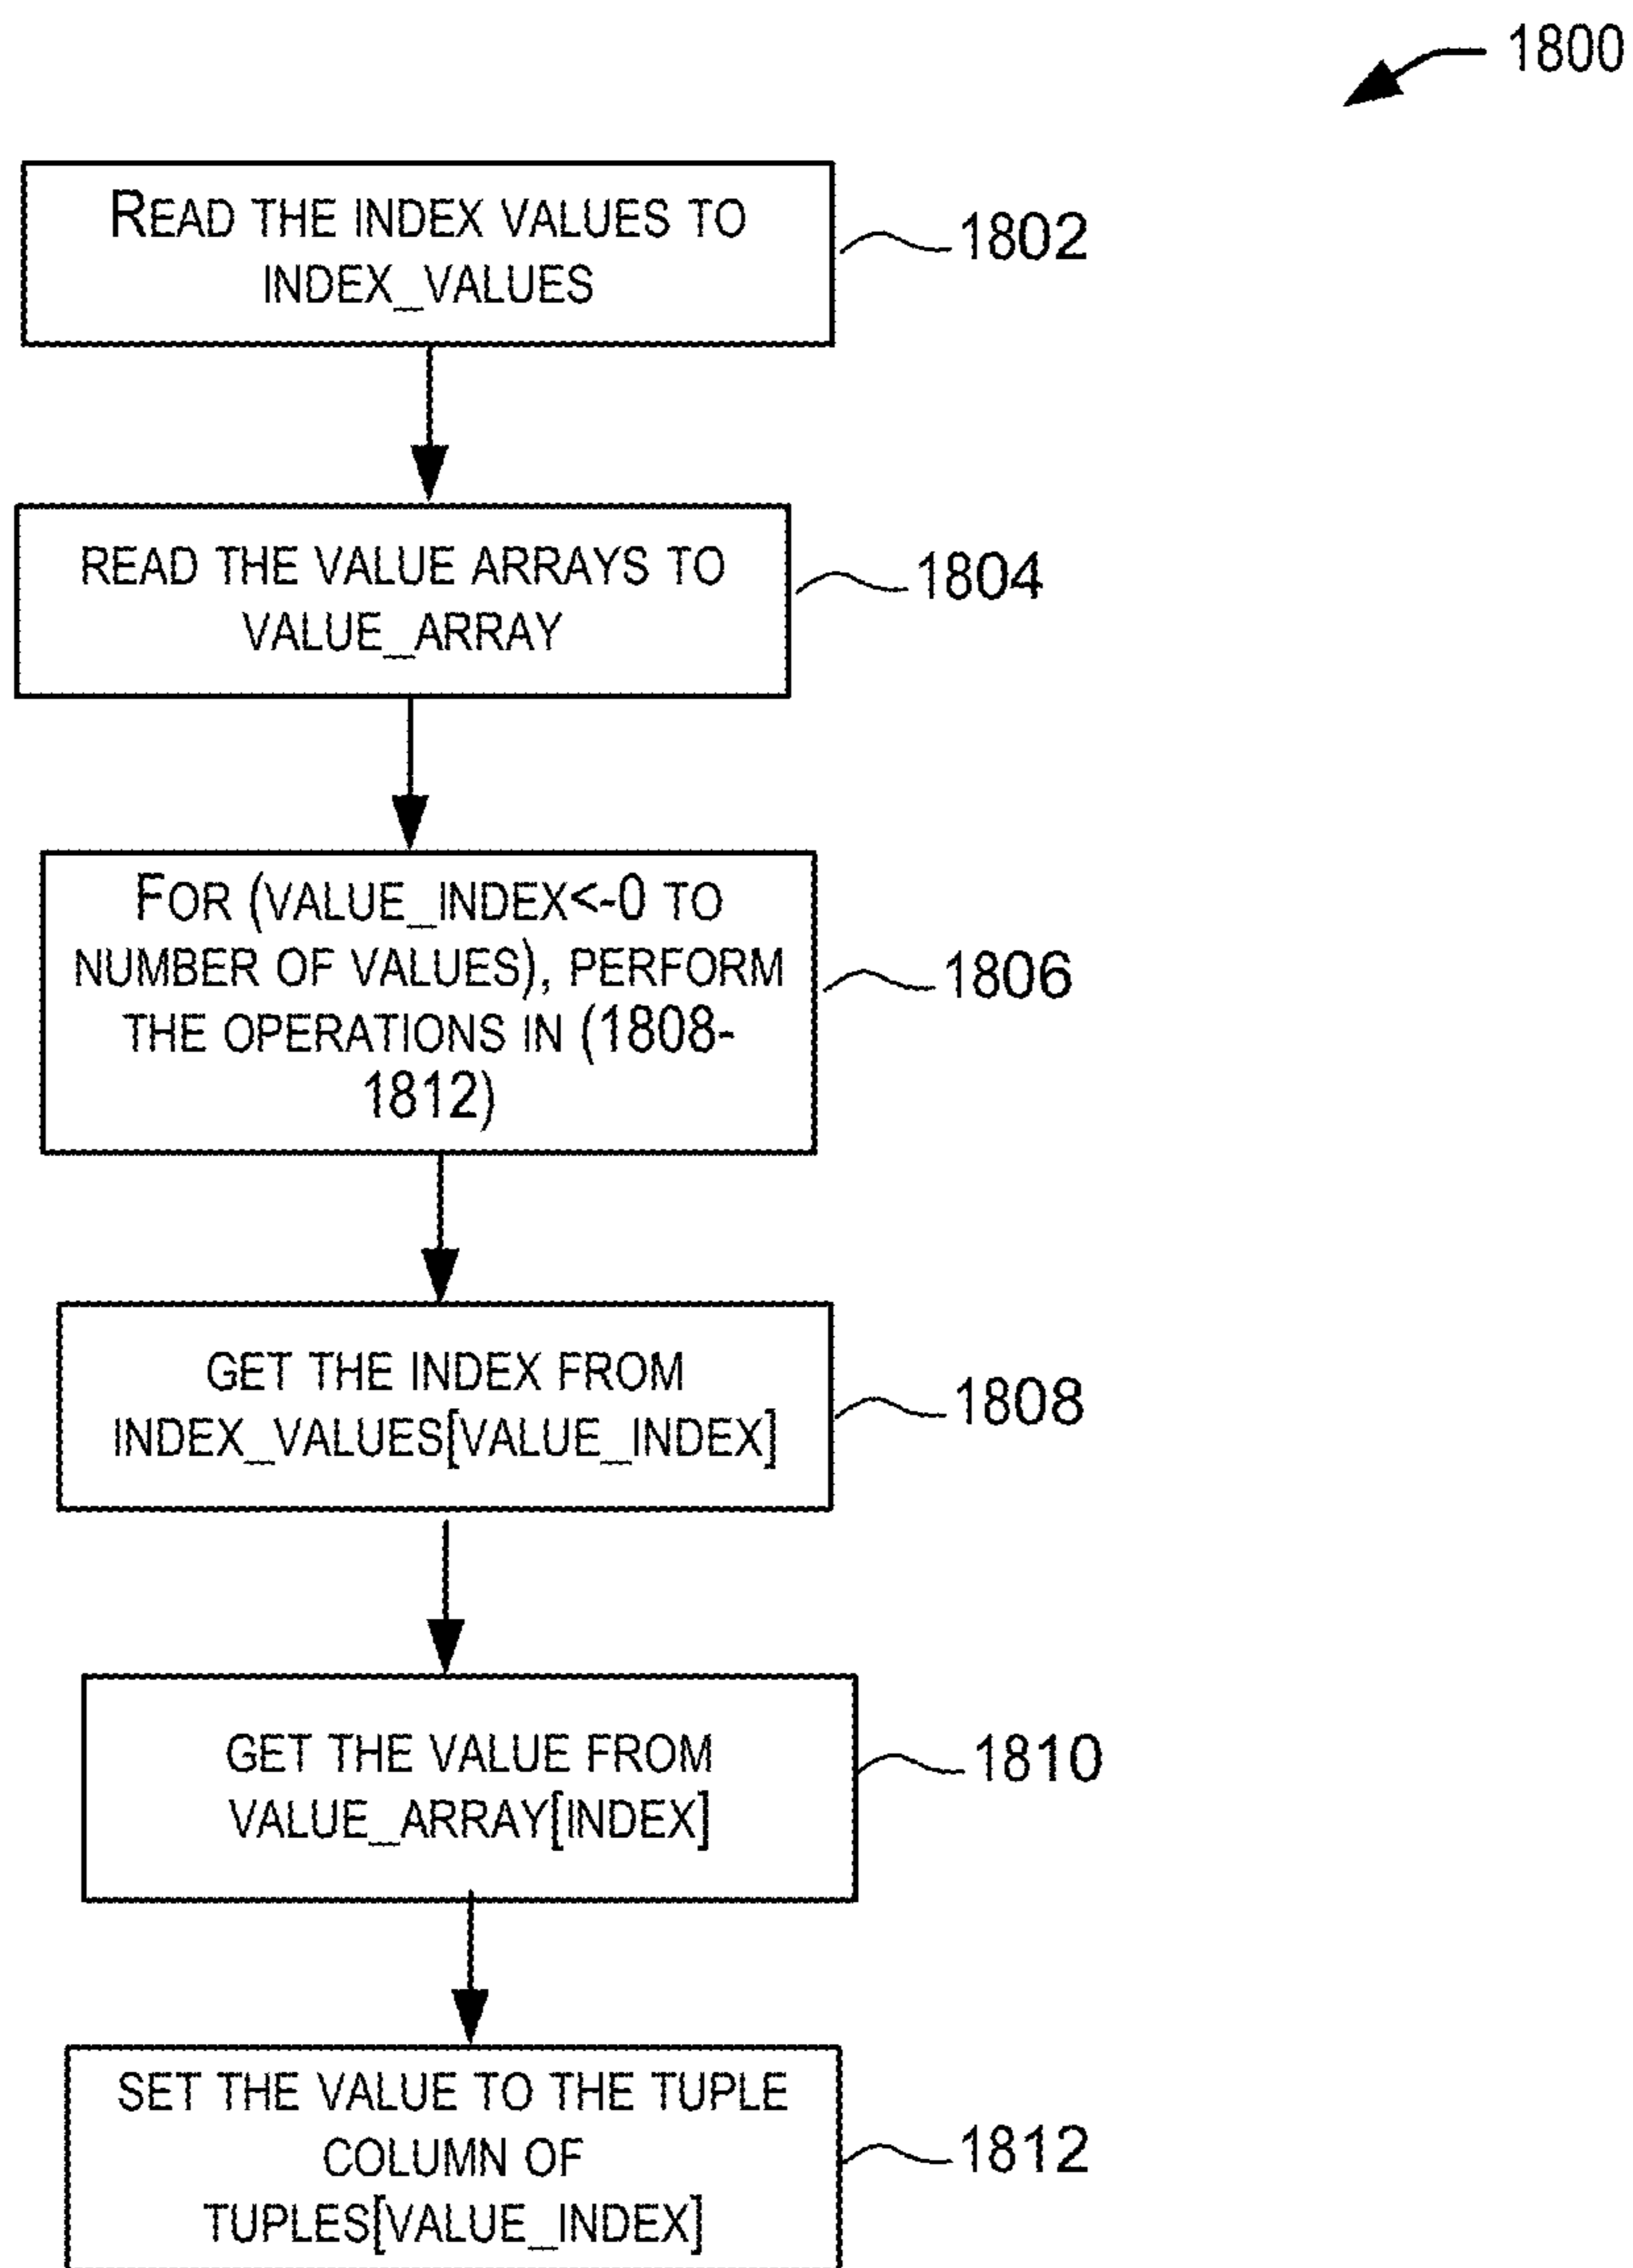 1800
READ THE INDEX VALUES TO
INDEX_VALUES
1802
READ THE VALUE ARRAYS TO
VALUE_ARRAY
1804
FOR (VALUE_INDEX<-0 TO
NUMBER OF VALUES), PERFORM
THE OPERATIONS IN (1808-
1812)
1806
GET THE INDEX FROM
INDEX_VALUES[VALUE_INDEX]
1808
GET THE VALUE FROM
VALUE_ARRAY[INDEX]
1810
SET THE VALUE TO THE TUPLE
COLUMN OF
TUPLES[VALUE_INDEX]
1812